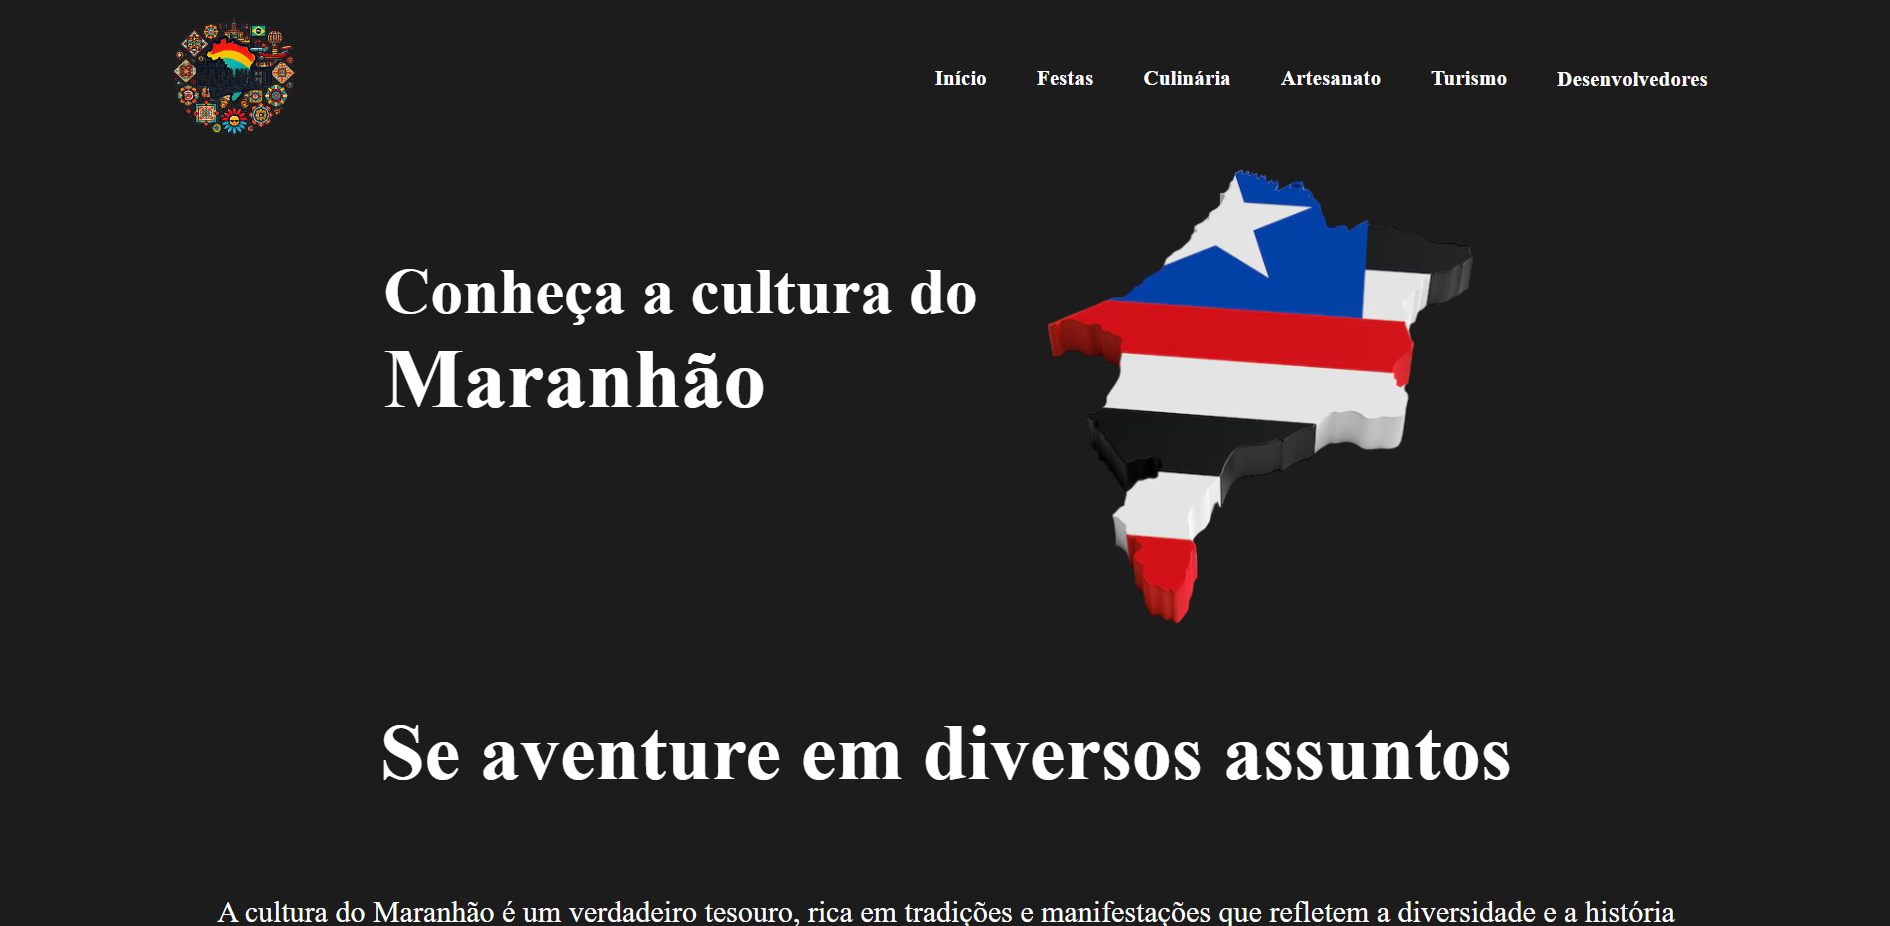 Início Festas Culinária Artesanato Turismo Desenvolvedores
Conheça a cultura do
Maranhão
Se aventure em diversos assuntos
A cultura do Maranhão é um verdadeiro tesouro, rica em tradições e manifestações que refletem a diversidade e a história